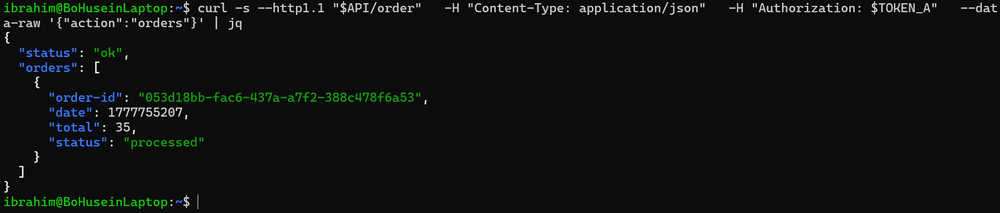 ibrahim@BoHuseinLaptop:~$ curl -s --http1.1 "$API/order"   -H "Content-Type: application/json"   -H "Authorization: $TOKEN_A"   --dat
a-raw '{"action":"orders"}' | jq
{
  "status": "ok",
  "orders": [
    {
      "order-id": "053d18bb-fac6-437a-a7f2-388c478f6a53",
      "date": 1777755207,
      "total": 35,
      "status": "processed"
    }
  ]
}
ibrahim@BoHuseinLaptop:~$